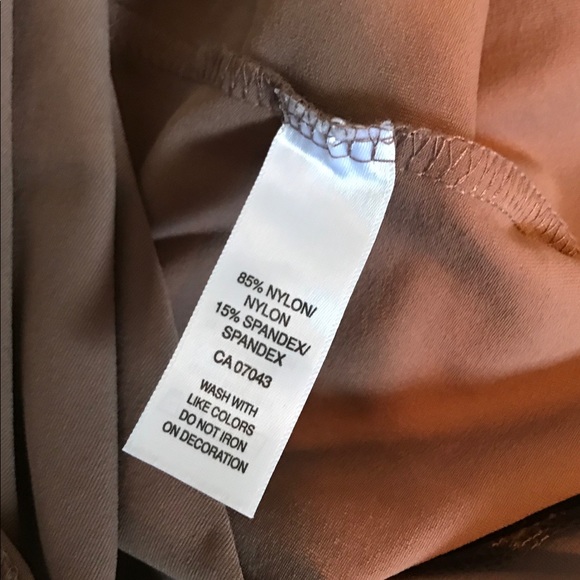 85% NYLON/
NYLON
15% SPANDEX/
SPANDEX
CA 07043
WASH WITH
LIKE COLORS
DO NOT IRON
ON DECORATION